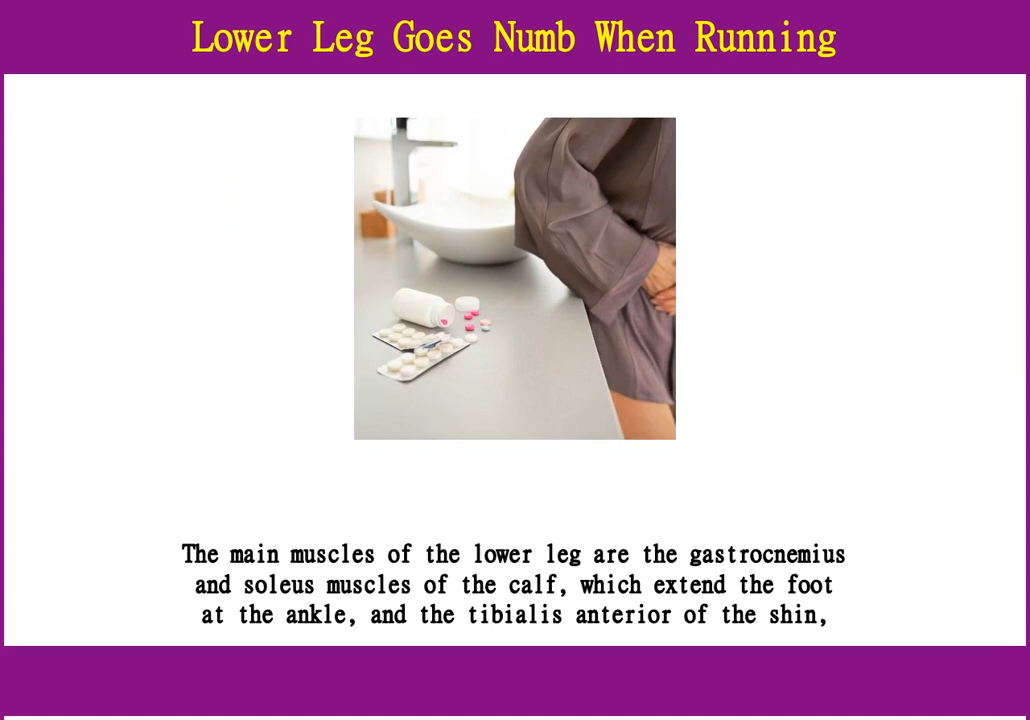 Lower Leg Goes Numb When Running
The main muscles of the lower leg are the gastrocnemius
and soleus muscles of the calf, which extend the foot
at the ankle, and the tibialis anterior of the shin,